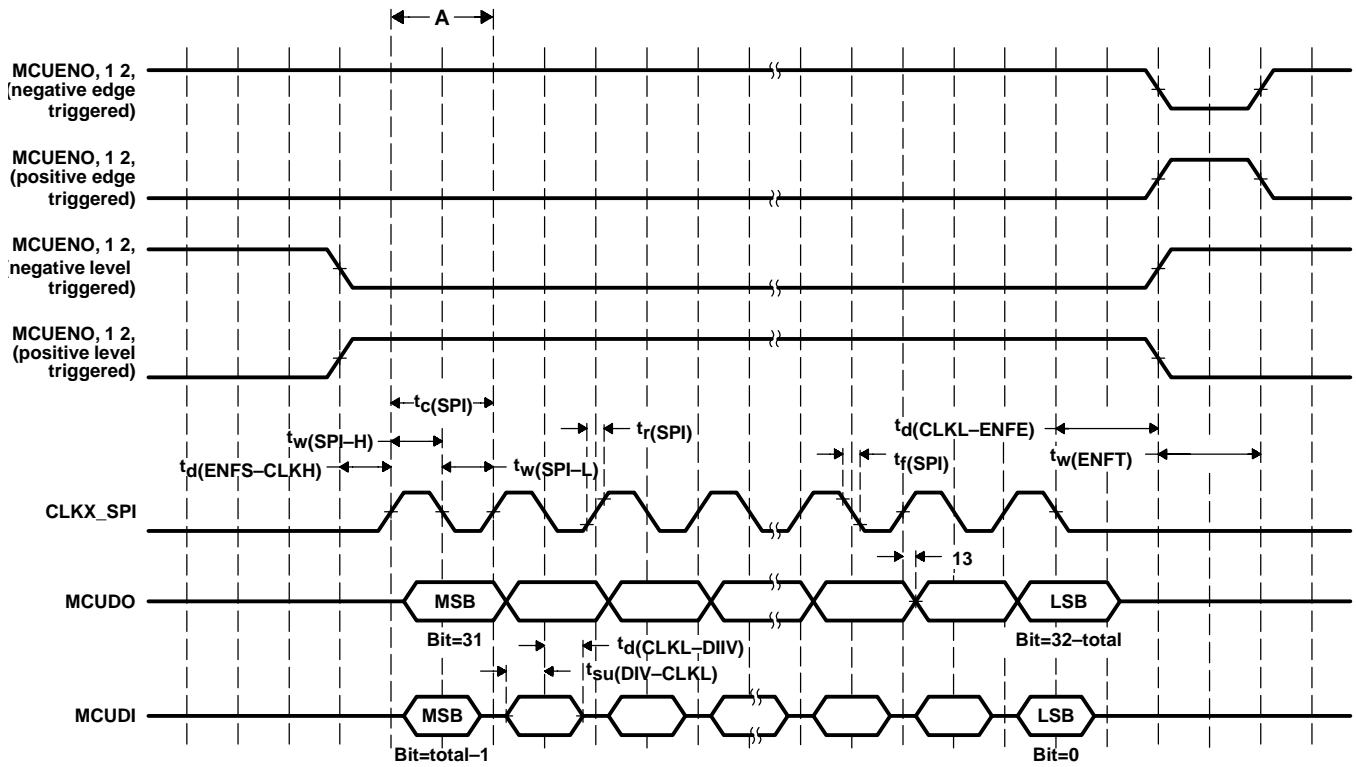 A
MCUENO, 1 2,
(negative edge
triggered)
MCUENO, 1 2,
(positive edge
triggered)
MCUENO, 1 2,
(negative level
triggered)
MCUENO, 1 2,
(positive level
triggered)
tc(SPI)
tw(SPI–H)
tr(SPI)
td(CLKL–ENFE)
td(ENFS–CLKH)
tw(SPI–L)
tf(SPI)
tw(ENFT)
CLKX_SPI
13
MCUDO
MSB
LSB
Bit=31
Bit=32–total
td(CLKL–DIIV)
tsu(DIV–CLKL)
MCUDI
MSB
LSB
Bit=total–1
Bit=0